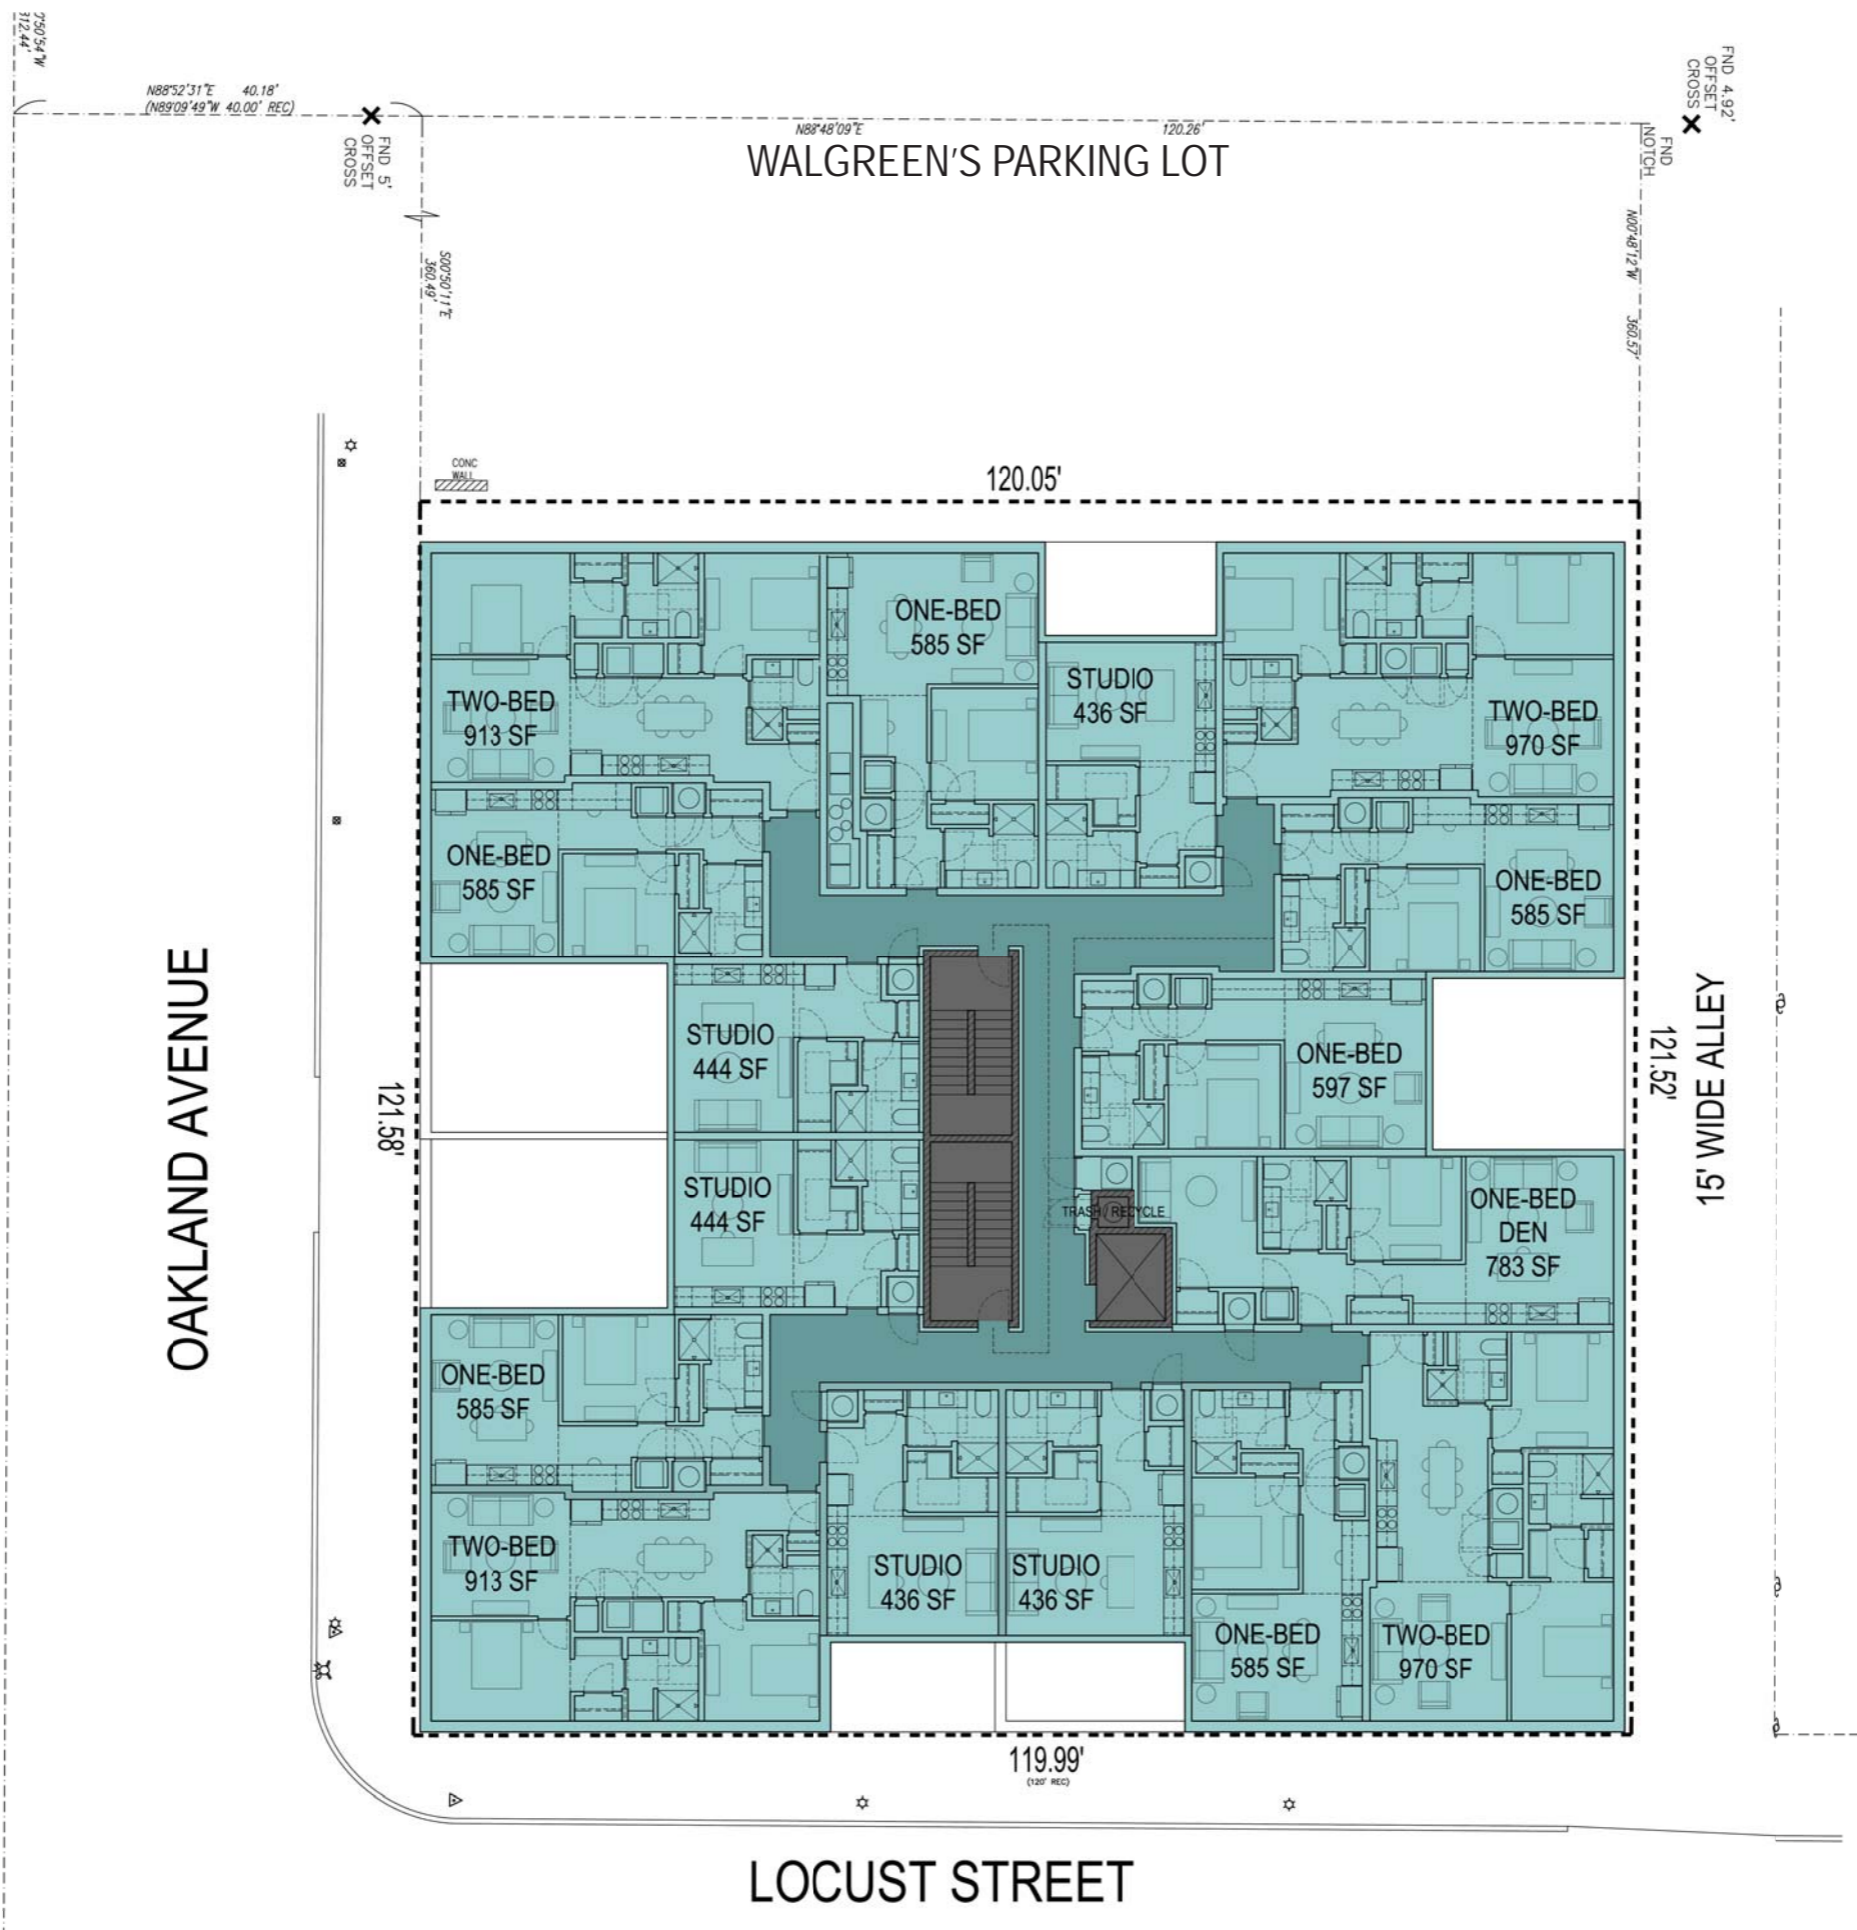 7°50'54"W
312.44'
N88°52'31"E 40.18'
(N89°09'49"W 40.00' REC)
FND 5'
OFFSET
CROSS
N88°48'09"E 120.26'
WALGREEN'S PARKING LOT
FND 4.92'
OFFSET
CROSS
FND
NOTCH
S00°50'11"E
360.49'
N00°48'12"W 360.57'
CONC
WALL
120.05'
ONE-BED
585 SF
STUDIO
436 SF
TWO-BED
913 SF
TWO-BED
970 SF
ONE-BED
585 SF
ONE-BED
585 SF
OAKLAND AVENUE
121.58'
STUDIO
444 SF
ONE-BED
597 SF
121.52'
15' WIDE ALLEY
STUDIO
444 SF
TRASH / RECYCLE
ONE-BED
DEN
783 SF
ONE-BED
585 SF
TWO-BED
913 SF
STUDIO
436 SF
STUDIO
436 SF
ONE-BED
585 SF
TWO-BED
970 SF
119.99'
(120' REC)
LOCUST STREET